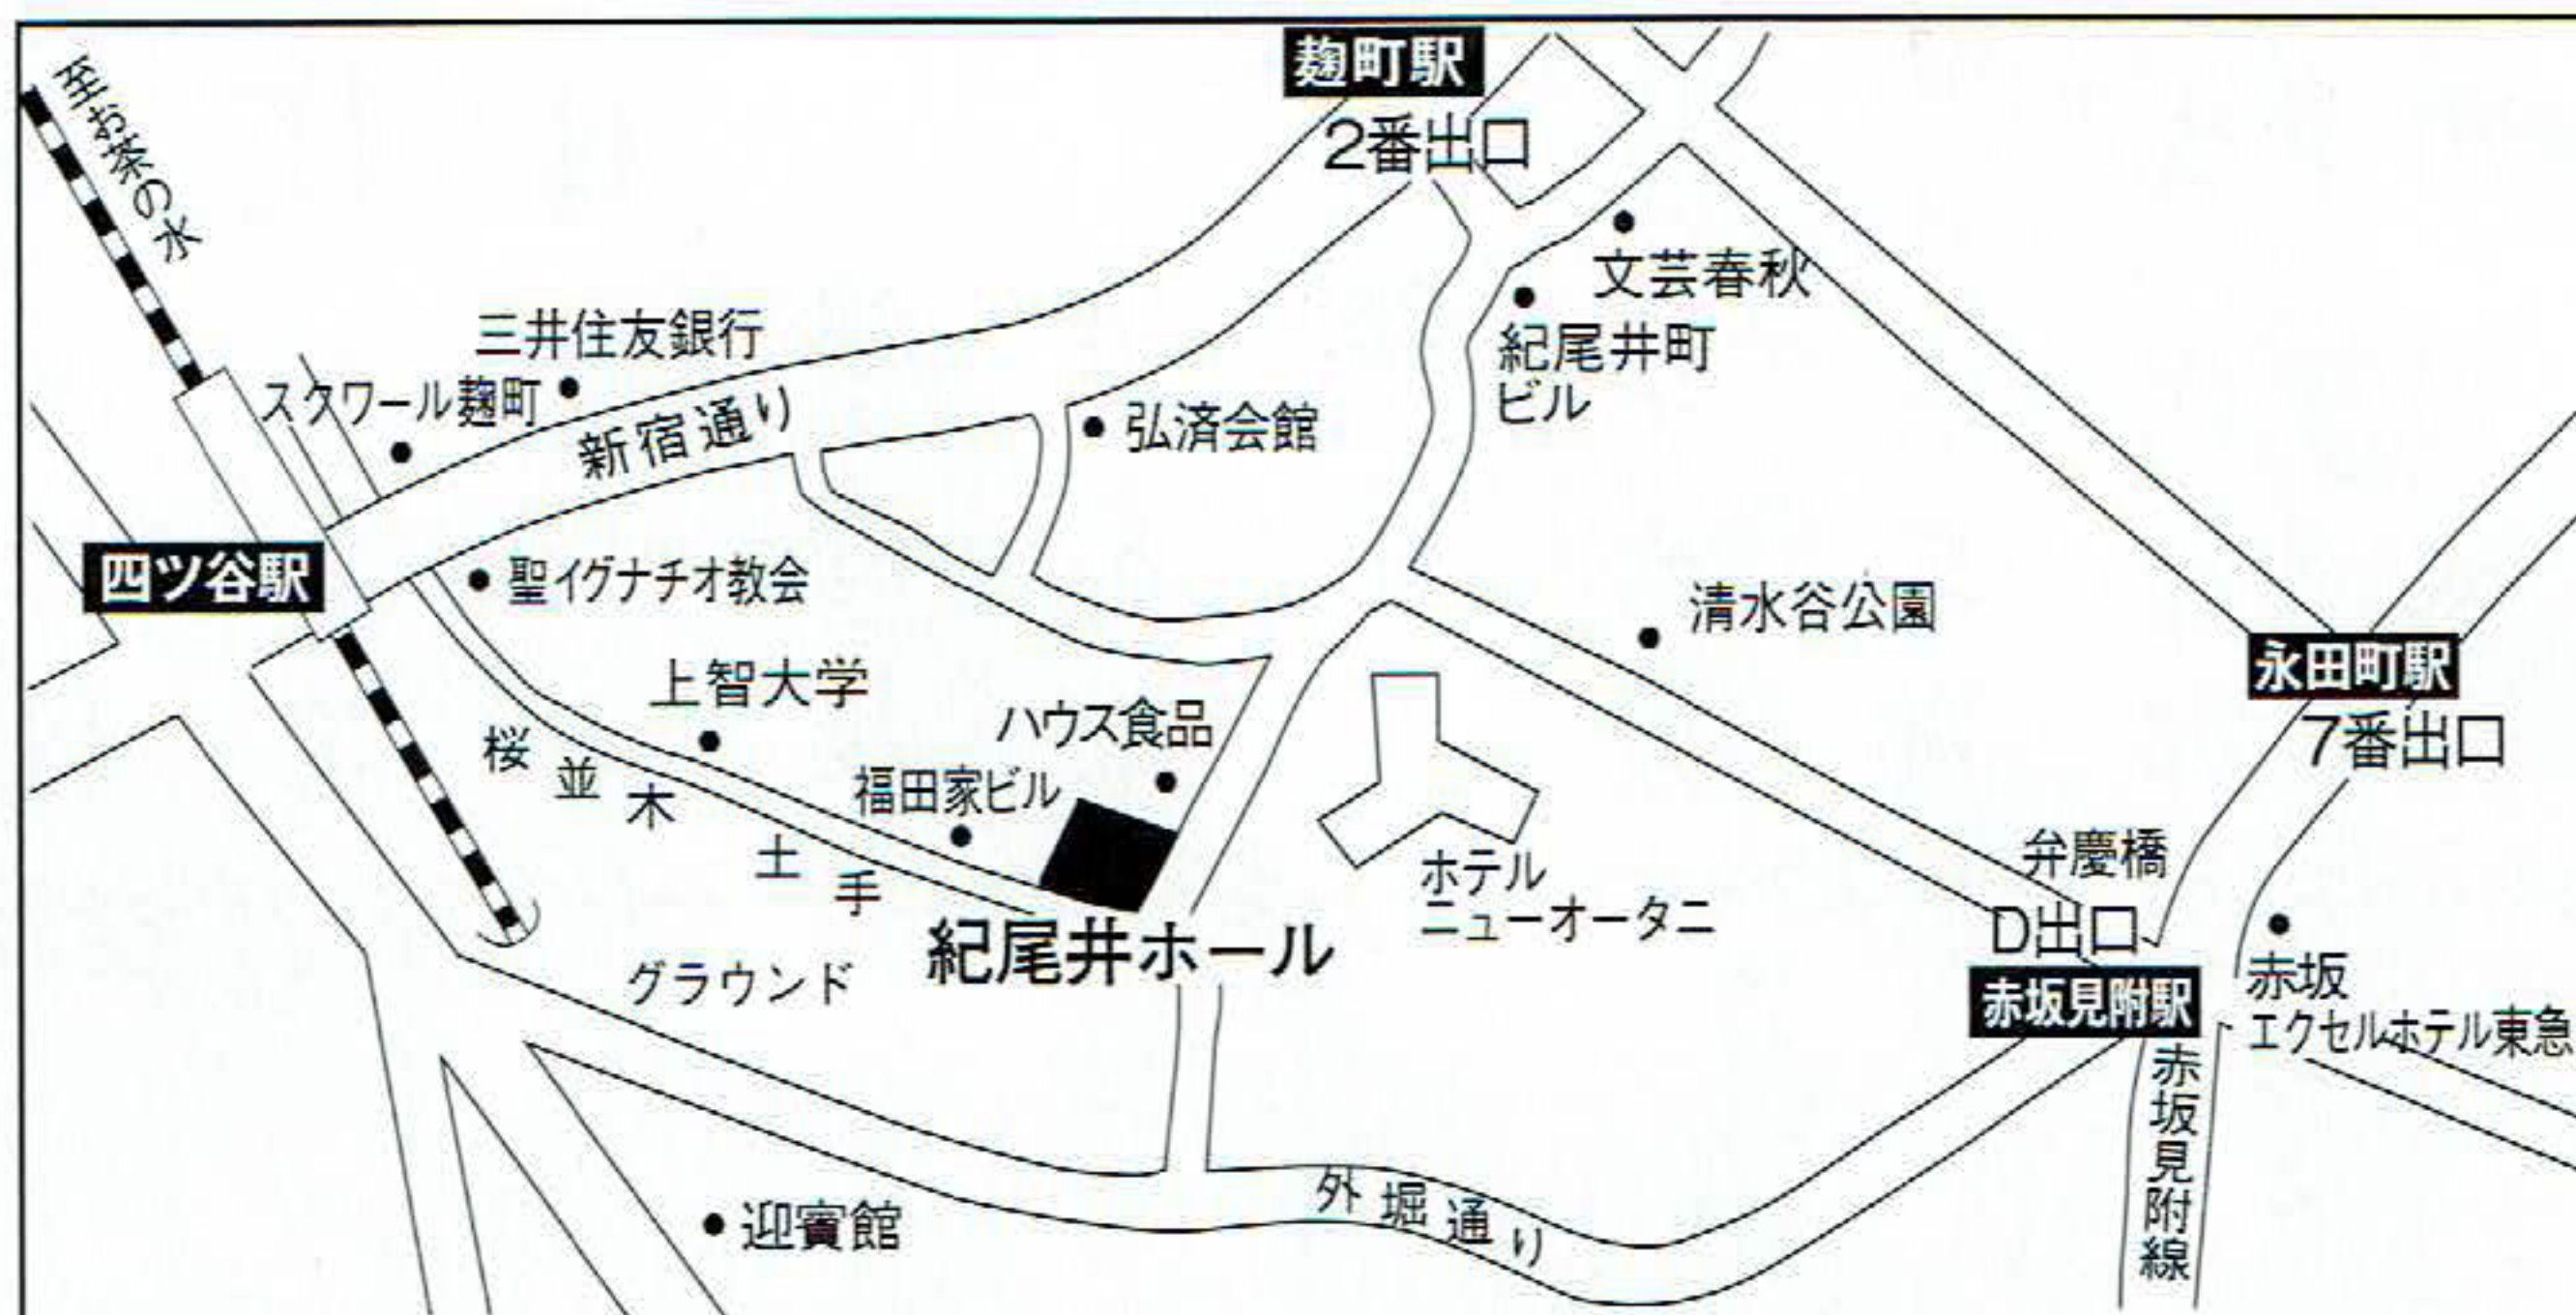 麹町駅
2番出口
至お茶の水
文芸春秋
三井住友銀行
紀尾井町
ビル
スクワール麹町
新宿通り
弘済会館
四ツ谷駅
聖イグナチオ教会
清水谷公園
永田町駅
7番出口
上智大学
ハウス食品
桜並木土手
福田家ビル
ホテル
ニューオータニ
弁慶橋
D出口
紀尾井ホール
グラウンド
赤坂見附駅
赤坂
エクセルホテル東急
赤坂見附線
迎賓館
外堀通り